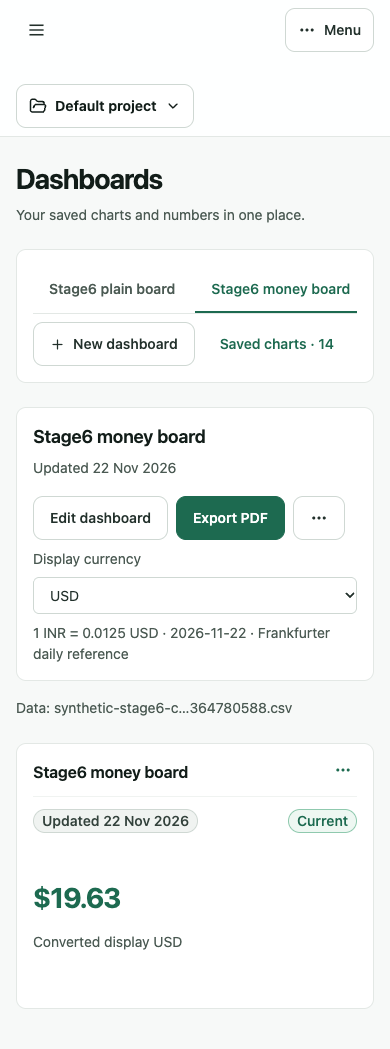 Menu
Default project
Dashboards
Your saved charts and numbers in one place.
Stage6 plain board
Stage6 money board
New dashboard
Saved charts · 14
Stage6 money board
Updated 22 Nov 2026
Edit dashboard
Export PDF
Display currency
USD
1 INR = 0.0125 USD · 2026-11-22 · Frankfurter
daily reference
Data: synthetic-stage6-c...364780588.csv
Stage6 money board
Updated 22 Nov 2026
Current
$19.63
Converted display USD